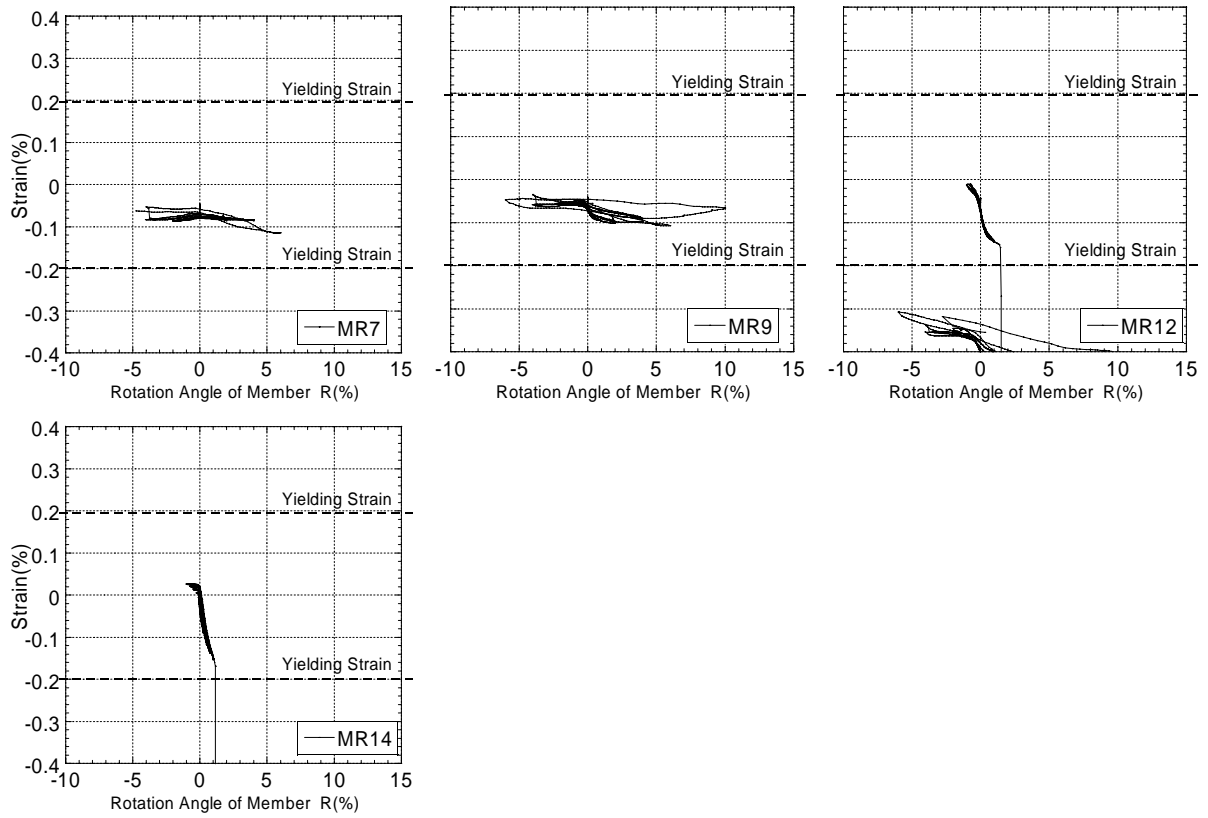 0.4
0.3
0.2
0.1
0
-0.1
-0.2
-0.3
-0.4
Strain(%)
Yielding Strain
Yielding Strain
MR7
-10 -5 0 5 10 15
Rotation Angle of Member R(%)
Yielding Strain
Yielding Strain
MR9
-10 -5 0 5 10 15
Rotation Angle of Member R(%)
Yielding Strain
Yielding Strain
MR12
-10 -5 0 5 10 15
Rotation Angle of Member R(%)
0.4
0.3
0.2
0.1
0
-0.1
-0.2
-0.3
-0.4
Strain(%)
Yielding Strain
Yielding Strain
MR14
-10 -5 0 5 10 15
Rotation Angle of Member R(%)